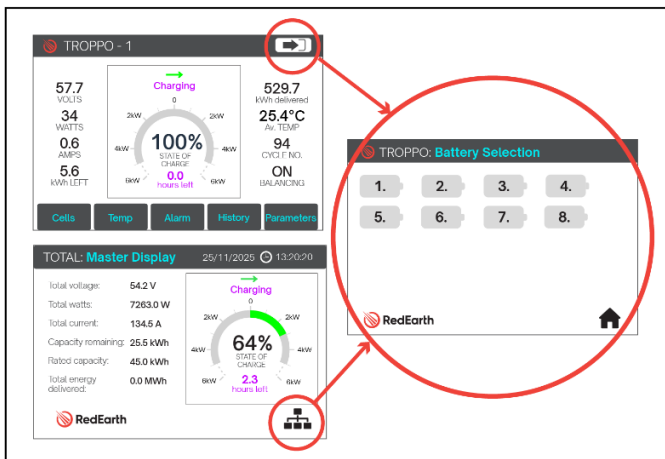 TROPPO - 1
57.7
VOLTS
34
WATTS
0.6
AMPS
5.6
kWh LEFT
Charging
0
2kW 2kW
4kW 4kW
6kW 6kW
100%
STATE OF
CHARGE
0.0
hours left
529.7
kWh delivered
25.4°C
Av. TEMP
94
CYCLE NO.
ON
BALANCING
Cells Temp Alarm History Parameters
TOTAL: Master Display 25/11/2025 13:20:20
Total voltage: 54.2 V
Total watts: 7263.0 W
Total current: 134.5 A
Capacity remaining: 25.5 kWh
Rated capacity: 45.0 kWh
Total energy
delivered: 0.0 MWh
Charging
0
2kW 2kW
4kW 4kW
6kW 6kW
64%
STATE OF
CHARGE
2.3
hours left
RedEarth
TROPPO: Battery Selection
1. 2. 3. 4.
5. 6. 7. 8.
RedEarth